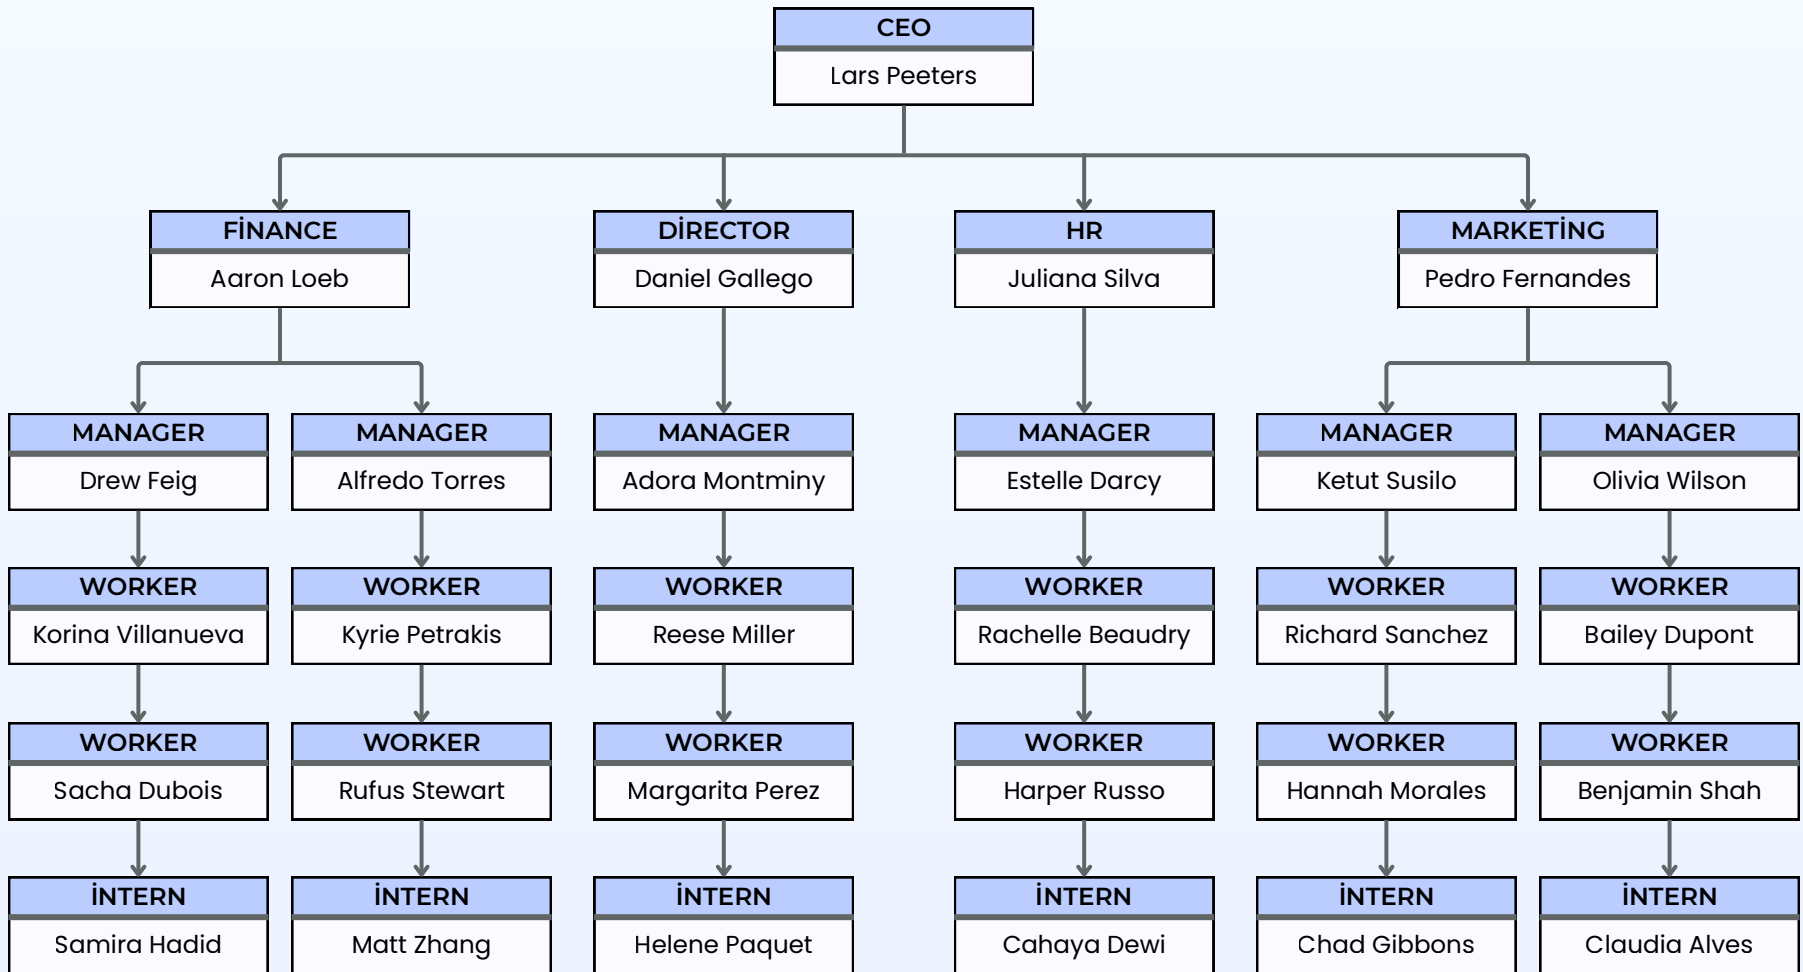 CEO
Lars Peeters
FİNANCE
Aaron Loeb
DİRECTOR
Daniel Gallego
HR
Juliana Silva
MARKETİNG
Pedro Fernandes
MANAGER
Drew Feig
MANAGER
Alfredo Torres
MANAGER
Adora Montminy
MANAGER
Estelle Darcy
MANAGER
Ketut Susilo
MANAGER
Olivia Wilson
WORKER
Korina Villanueva
WORKER
Kyrie Petrakis
WORKER
Reese Miller
WORKER
Rachelle Beaudry
WORKER
Richard Sanchez
WORKER
Bailey Dupont
WORKER
Sacha Dubois
WORKER
Rufus Stewart
WORKER
Margarita Perez
WORKER
Harper Russo
WORKER
Hannah Morales
WORKER
Benjamin Shah
İNTERN
Samira Hadid
İNTERN
Matt Zhang
İNTERN
Helene Paquet
İNTERN
Cahaya Dewi
İNTERN
Chad Gibbons
İNTERN
Claudia Alves